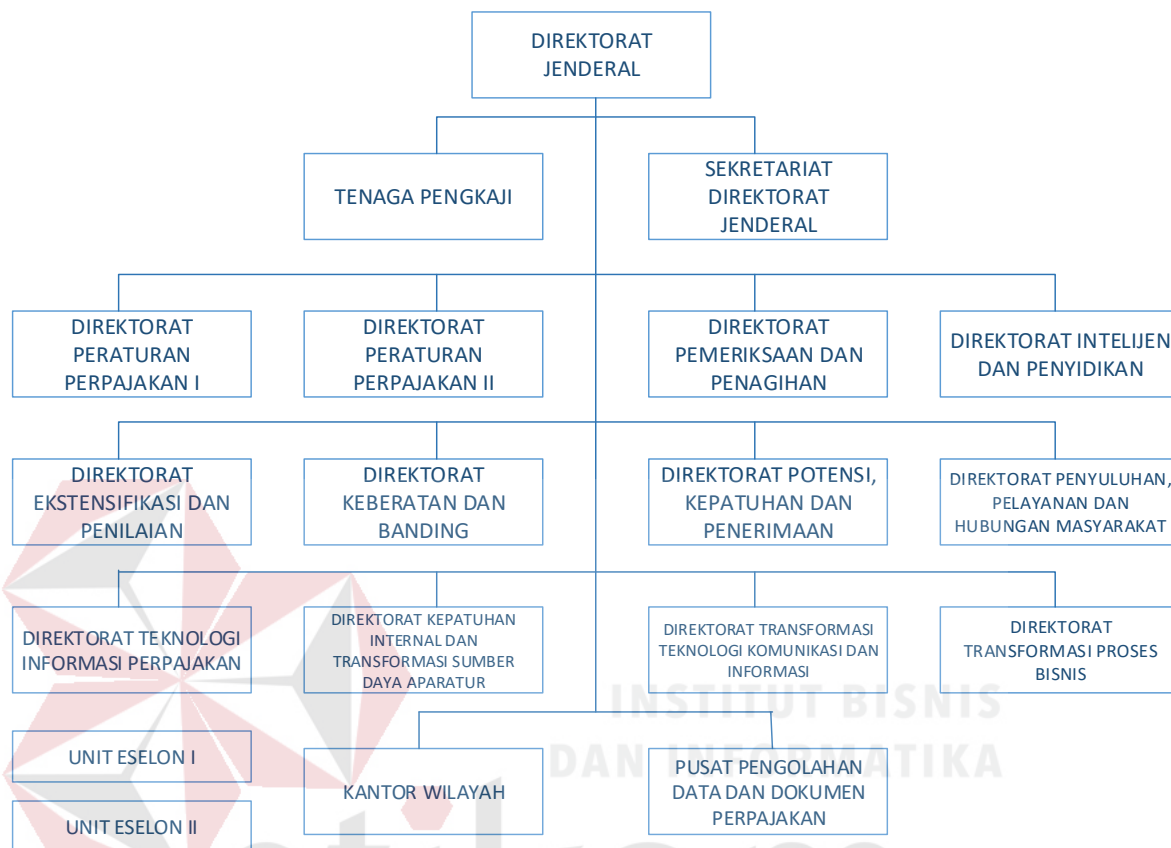 DIREKTORAT
JENDERAL
TENAGA PENGKAJI
SEKRETARIAT
DIREKTORAT
JENDERAL
DIREKTORAT
PERATURAN
PERPAJAKAN I
DIREKTORAT
PERATURAN
PERPAJAKAN II
DIREKTORAT
PEMERIKSAAN DAN
PENAGIHAN
DIREKTORAT INTELIJEN
DAN PENYIDIKAN
DIREKTORAT
EKSTENSIFIKASI DAN
PENILAIAN
DIREKTORAT
KEBERATAN DAN
BANDING
DIREKTORAT POTENSI,
KEPATUHAN DAN
PENERIMAAN
DIREKTORAT PENYULUHAN,
PELAYANAN DAN
HUBUNGAN MASYARAKAT
DIREKTORAT TEKNOLOGI
INFORMASI PERPAJAKAN
DIREKTORAT KEPATUHAN
INTERNAL DAN
TRANSFORMASI SUMBER
DAYA APARATUR
DIREKTORAT TRANSFORMASI
TEKNOLOGI KOMUNIKASI DAN
INFORMASI
DIREKTORAT
TRANSFORMASI PROSES
BISNIS
INSTITUT BISNIS
DAN INFORMATIKA
UNIT ESELON I
UNIT ESELON II
KANTOR WILAYAH
PUSAT PENGOLAHAN
DATA DAN DOKUMEN
PERPAJAKAN